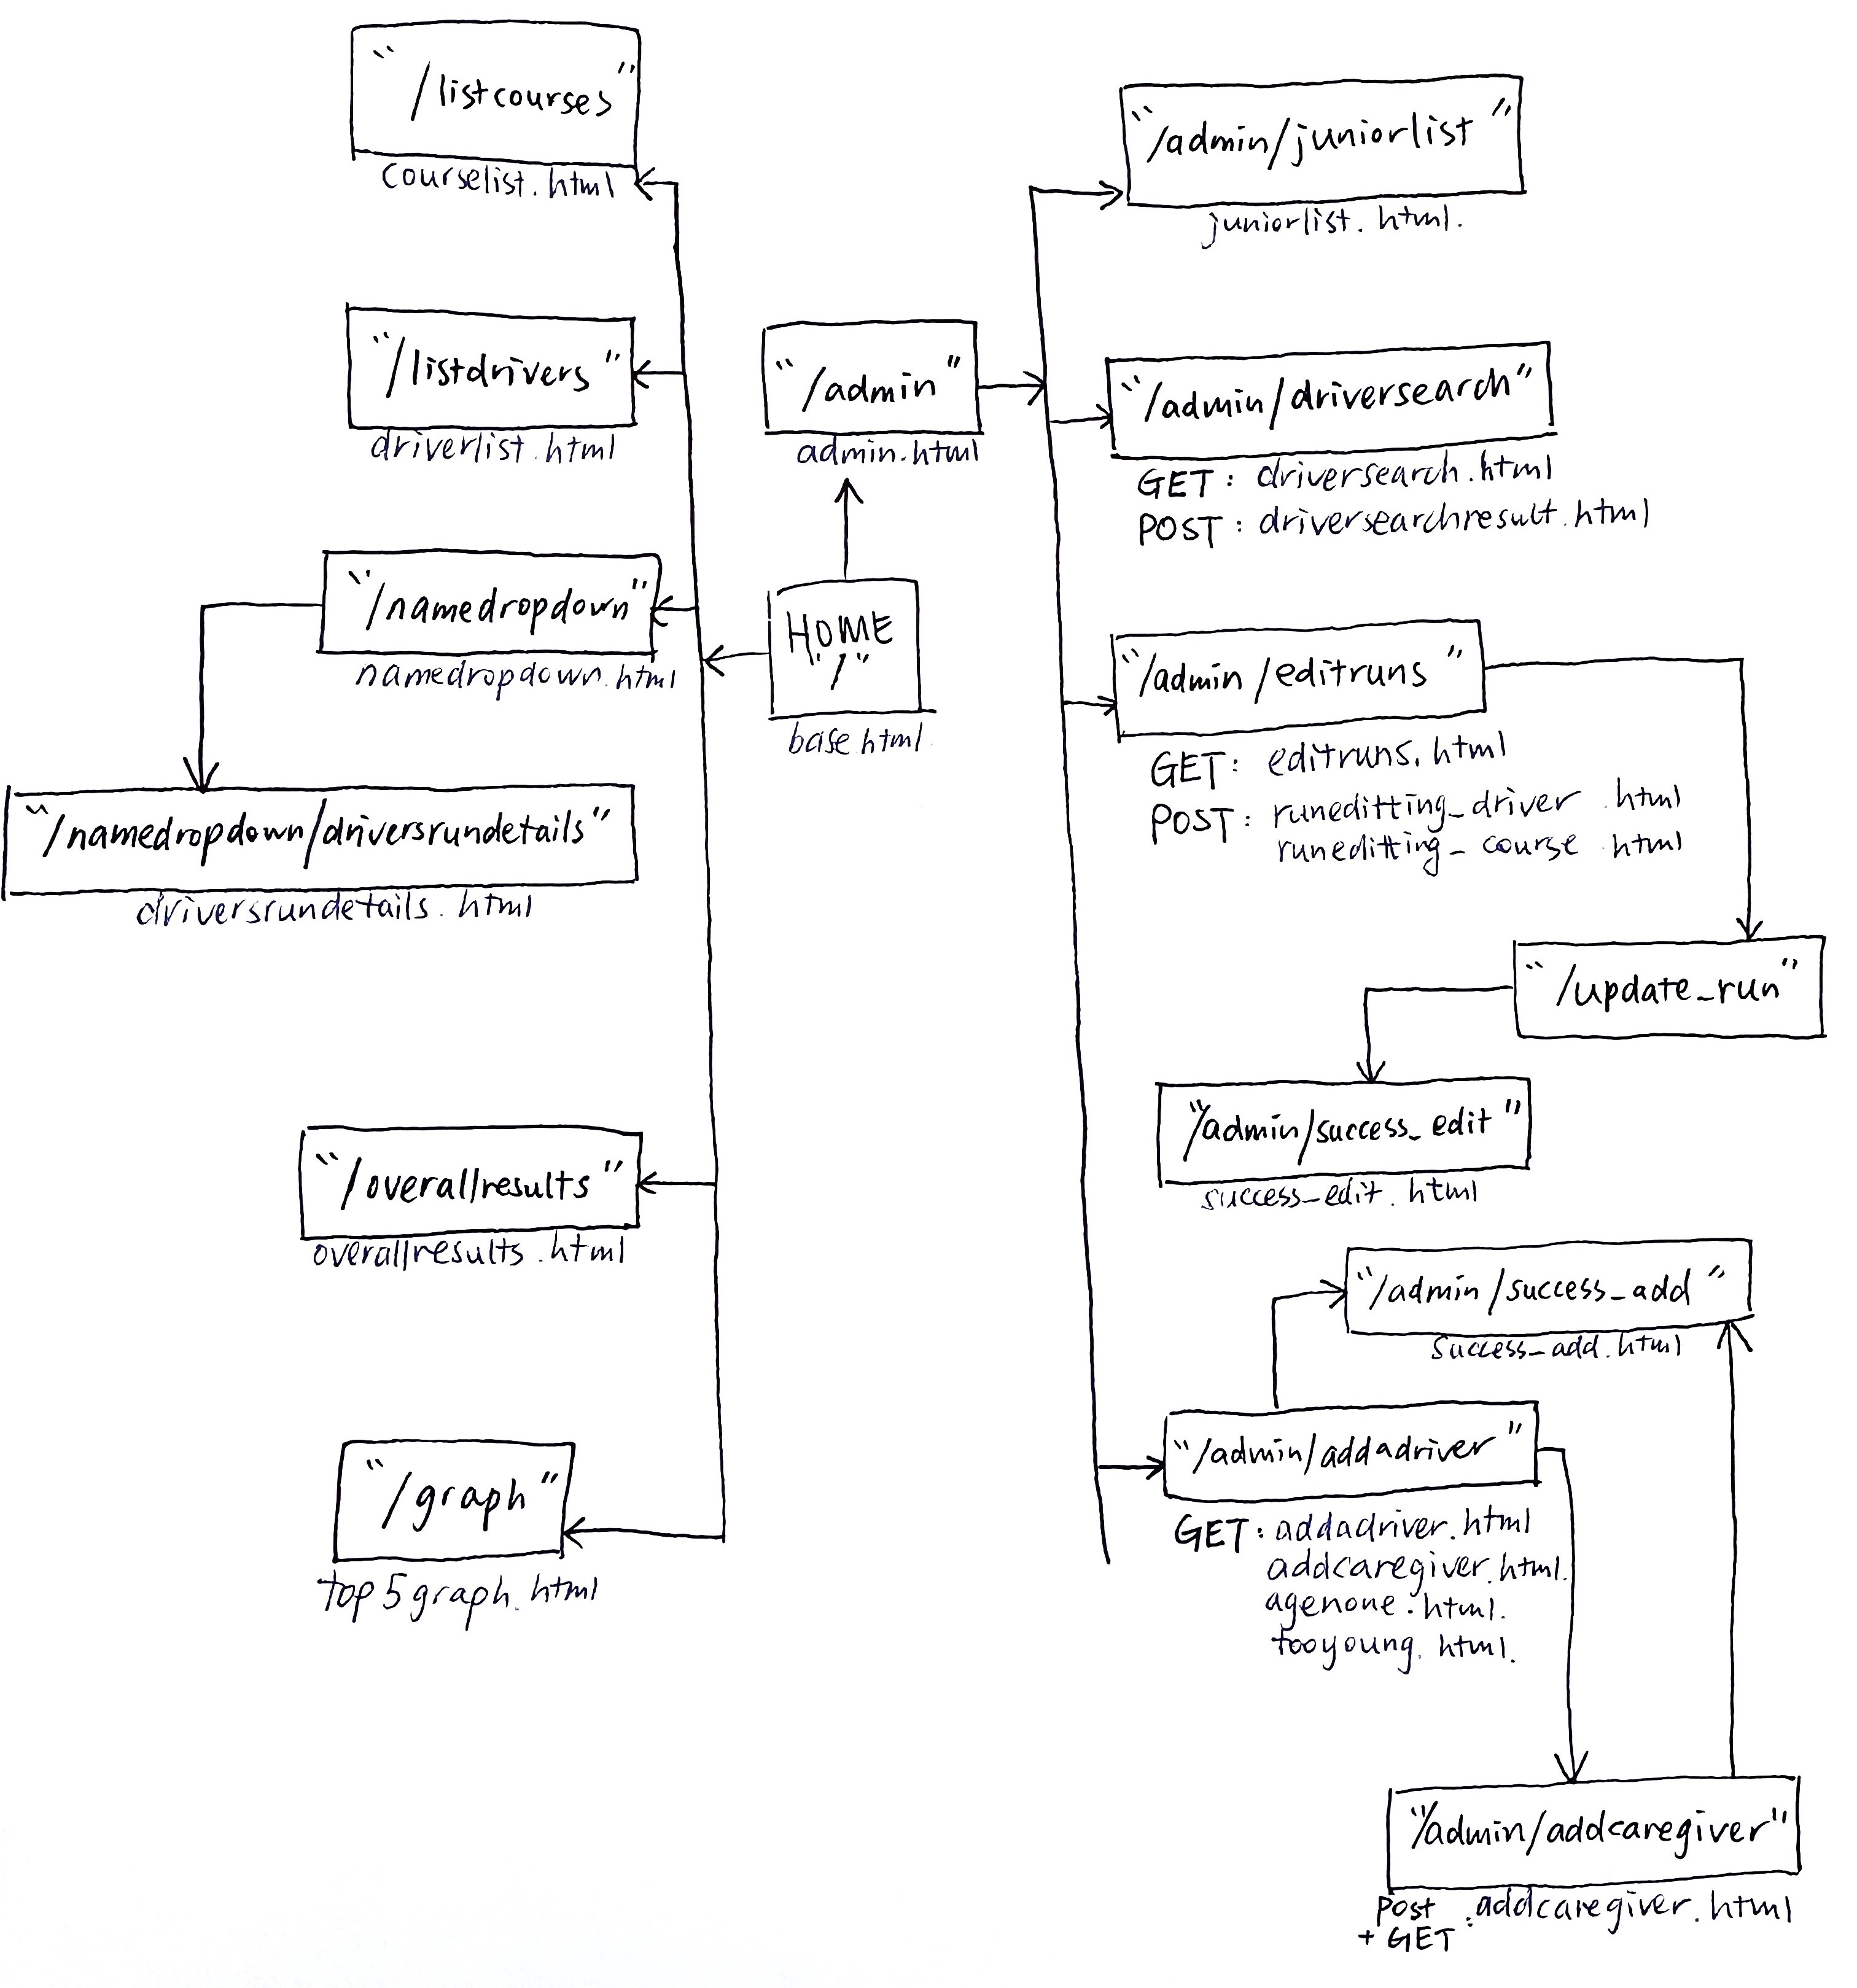 "/listcourses"
courselist.html
"/listdrivers"
driverlist.html
"/namedropdown"
namedropdown.html
"/namedropdown/driversrundetails"
driversrundetails.html
"/overallresults"
overallresults.html
"/graph"
top5graph.html
"/admin"
admin.html
HOME
"/"
base html
"/admin/juniorlist"
juniorlist.html.
"/admin/driversearch"
GET: driversearch.html
POST: driversearchresult.html
"/admin/editruns"
GET: editruns.html
POST: runeditting_driver.html
runeditting_course.html
"/update_run"
"/admin/success_edit"
success_edit.html
"/admin/success_add"
success_add.html
"/admin/addadriver"
GET: addadriver.html
addcaregiver.html.
agenone.html.
tooyoung.html.
"/admin/addcaregiver"
Post : addcaregiver.html
+ GET